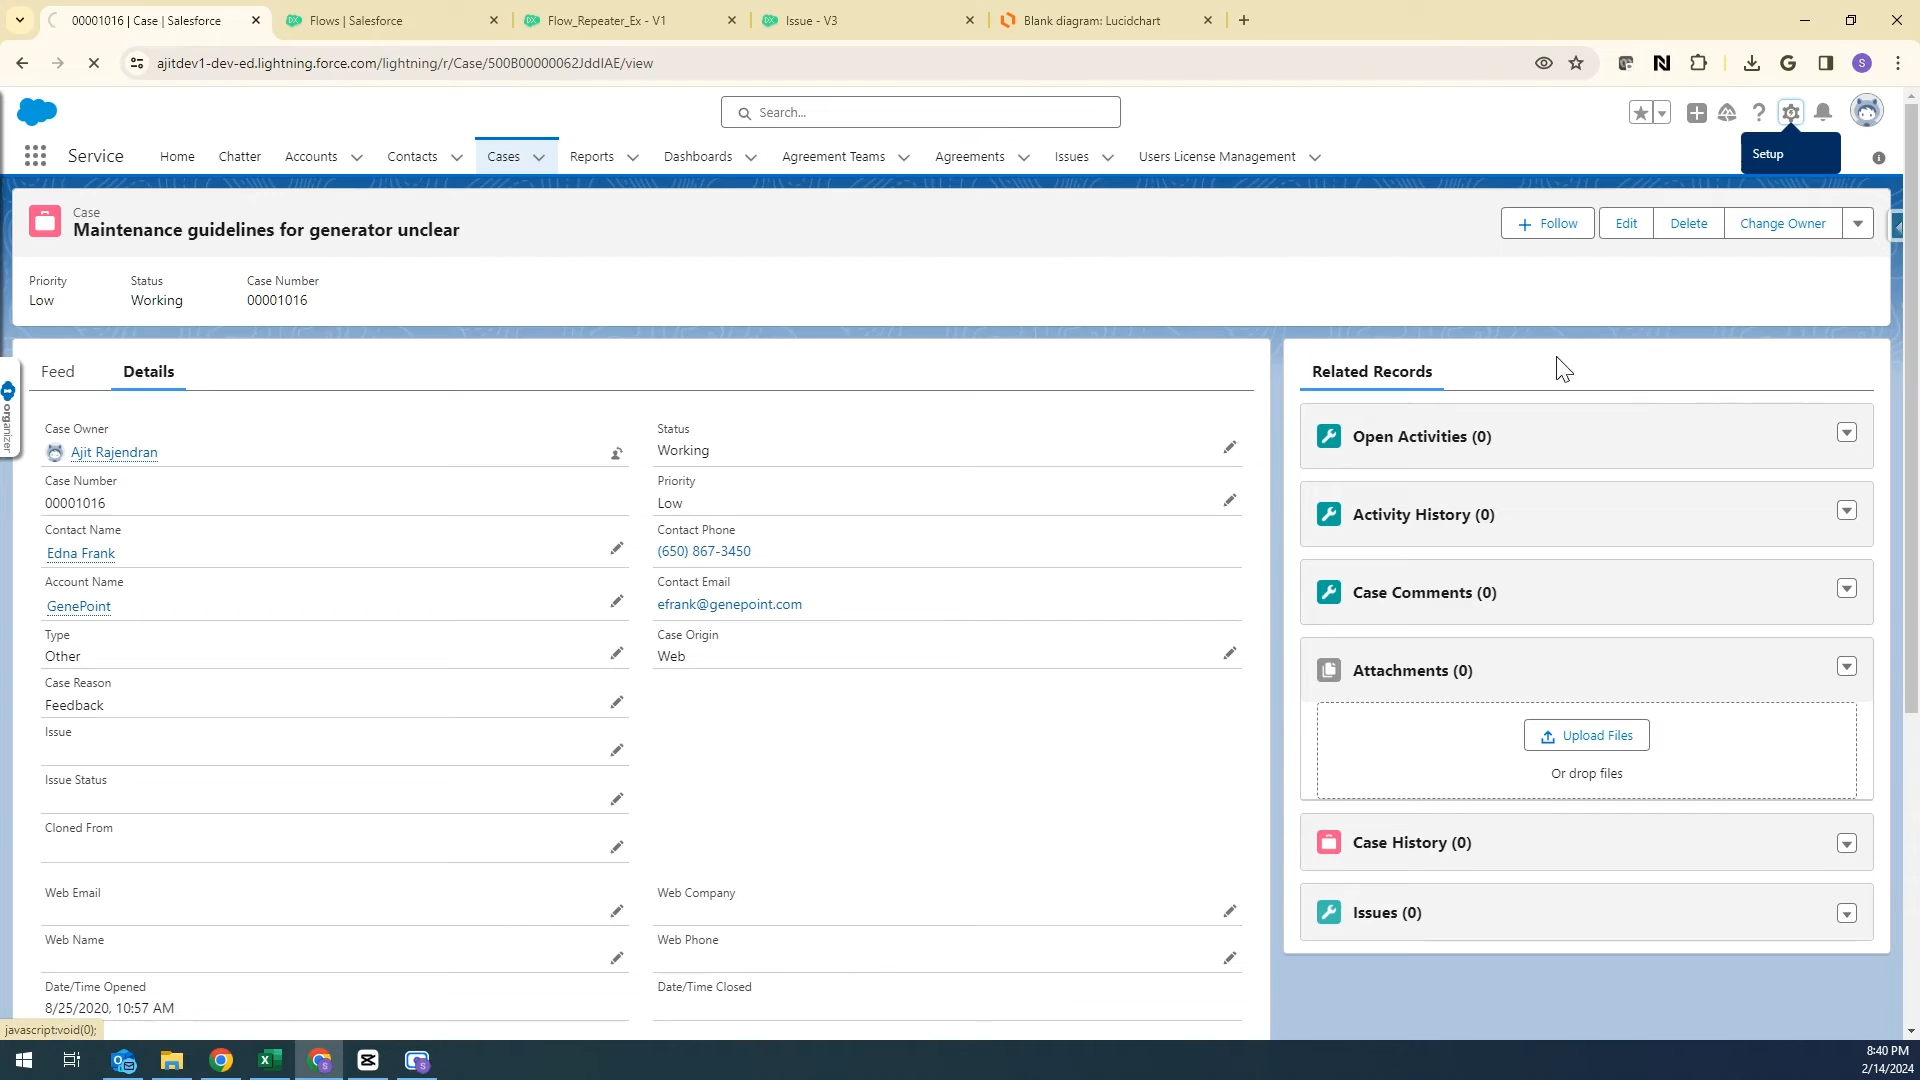 00001016 | Case | Salesforce
Flows | Salesforce
Flow_Repeater_Ex - V1
Issue - V3
Blank diagram: Lucidchart
ajitdev1-dev-ed.lightning.force.com/lightning/r/Case/500B00000062JddIAE/view
S
Search...
Setup
Service
Home
Chatter
Accounts
Contacts
Cases
Reports
Dashboards
Agreement Teams
Agreements
Issues
Users License Management
Case
Maintenance guidelines for generator unclear
Follow
Edit
Delete
Change Owner
Priority
Low
Status
Working
Case Number
00001016
organizer
Feed
Details
Case Owner
Ajit Rajendran
Status
Working
Case Number
00001016
Priority
Low
Contact Name
Edna Frank
Contact Phone
(650) 867-3450
Account Name
GenePoint
Contact Email
efrank@genepoint.com
Type
Other
Case Origin
Web
Case Reason
Feedback
Issue
Issue Status
Cloned From
Web Email
Web Company
Web Name
Web Phone
Date/Time Opened
8/25/2020, 10:57 AM
Date/Time Closed
Related Records
Open Activities (0)
Activity History (0)
Case Comments (0)
Attachments (0)
Upload Files
Or drop files
Case History (0)
Issues (0)
javascript:void(0);
8:40 PM
2/14/2024